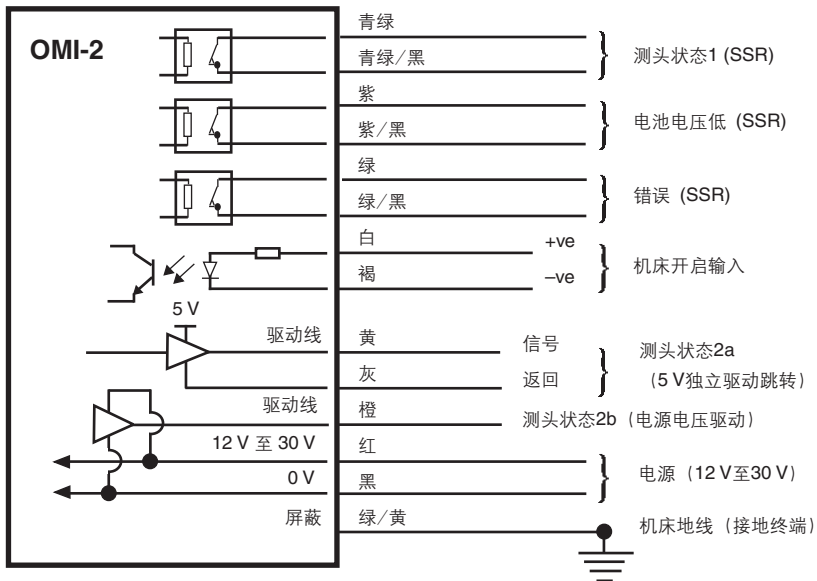 OMI-2
青绿
青绿/黑
测头状态1 (SSR)
紫
紫/黑
电池电压低 (SSR)
绿
绿/黑
错误 (SSR)
白
+ve
褐
–ve
机床开启输入
5 V
驱动线
黄
信号
灰
返回
测头状态2a
（5 V独立驱动跳转）
驱动线
橙
测头状态2b（电源电压驱动）
12 V 至 30 V
红
0 V
黑
电源（12 V至30 V）
屏蔽
绿/黄
机床地线（接地终端）